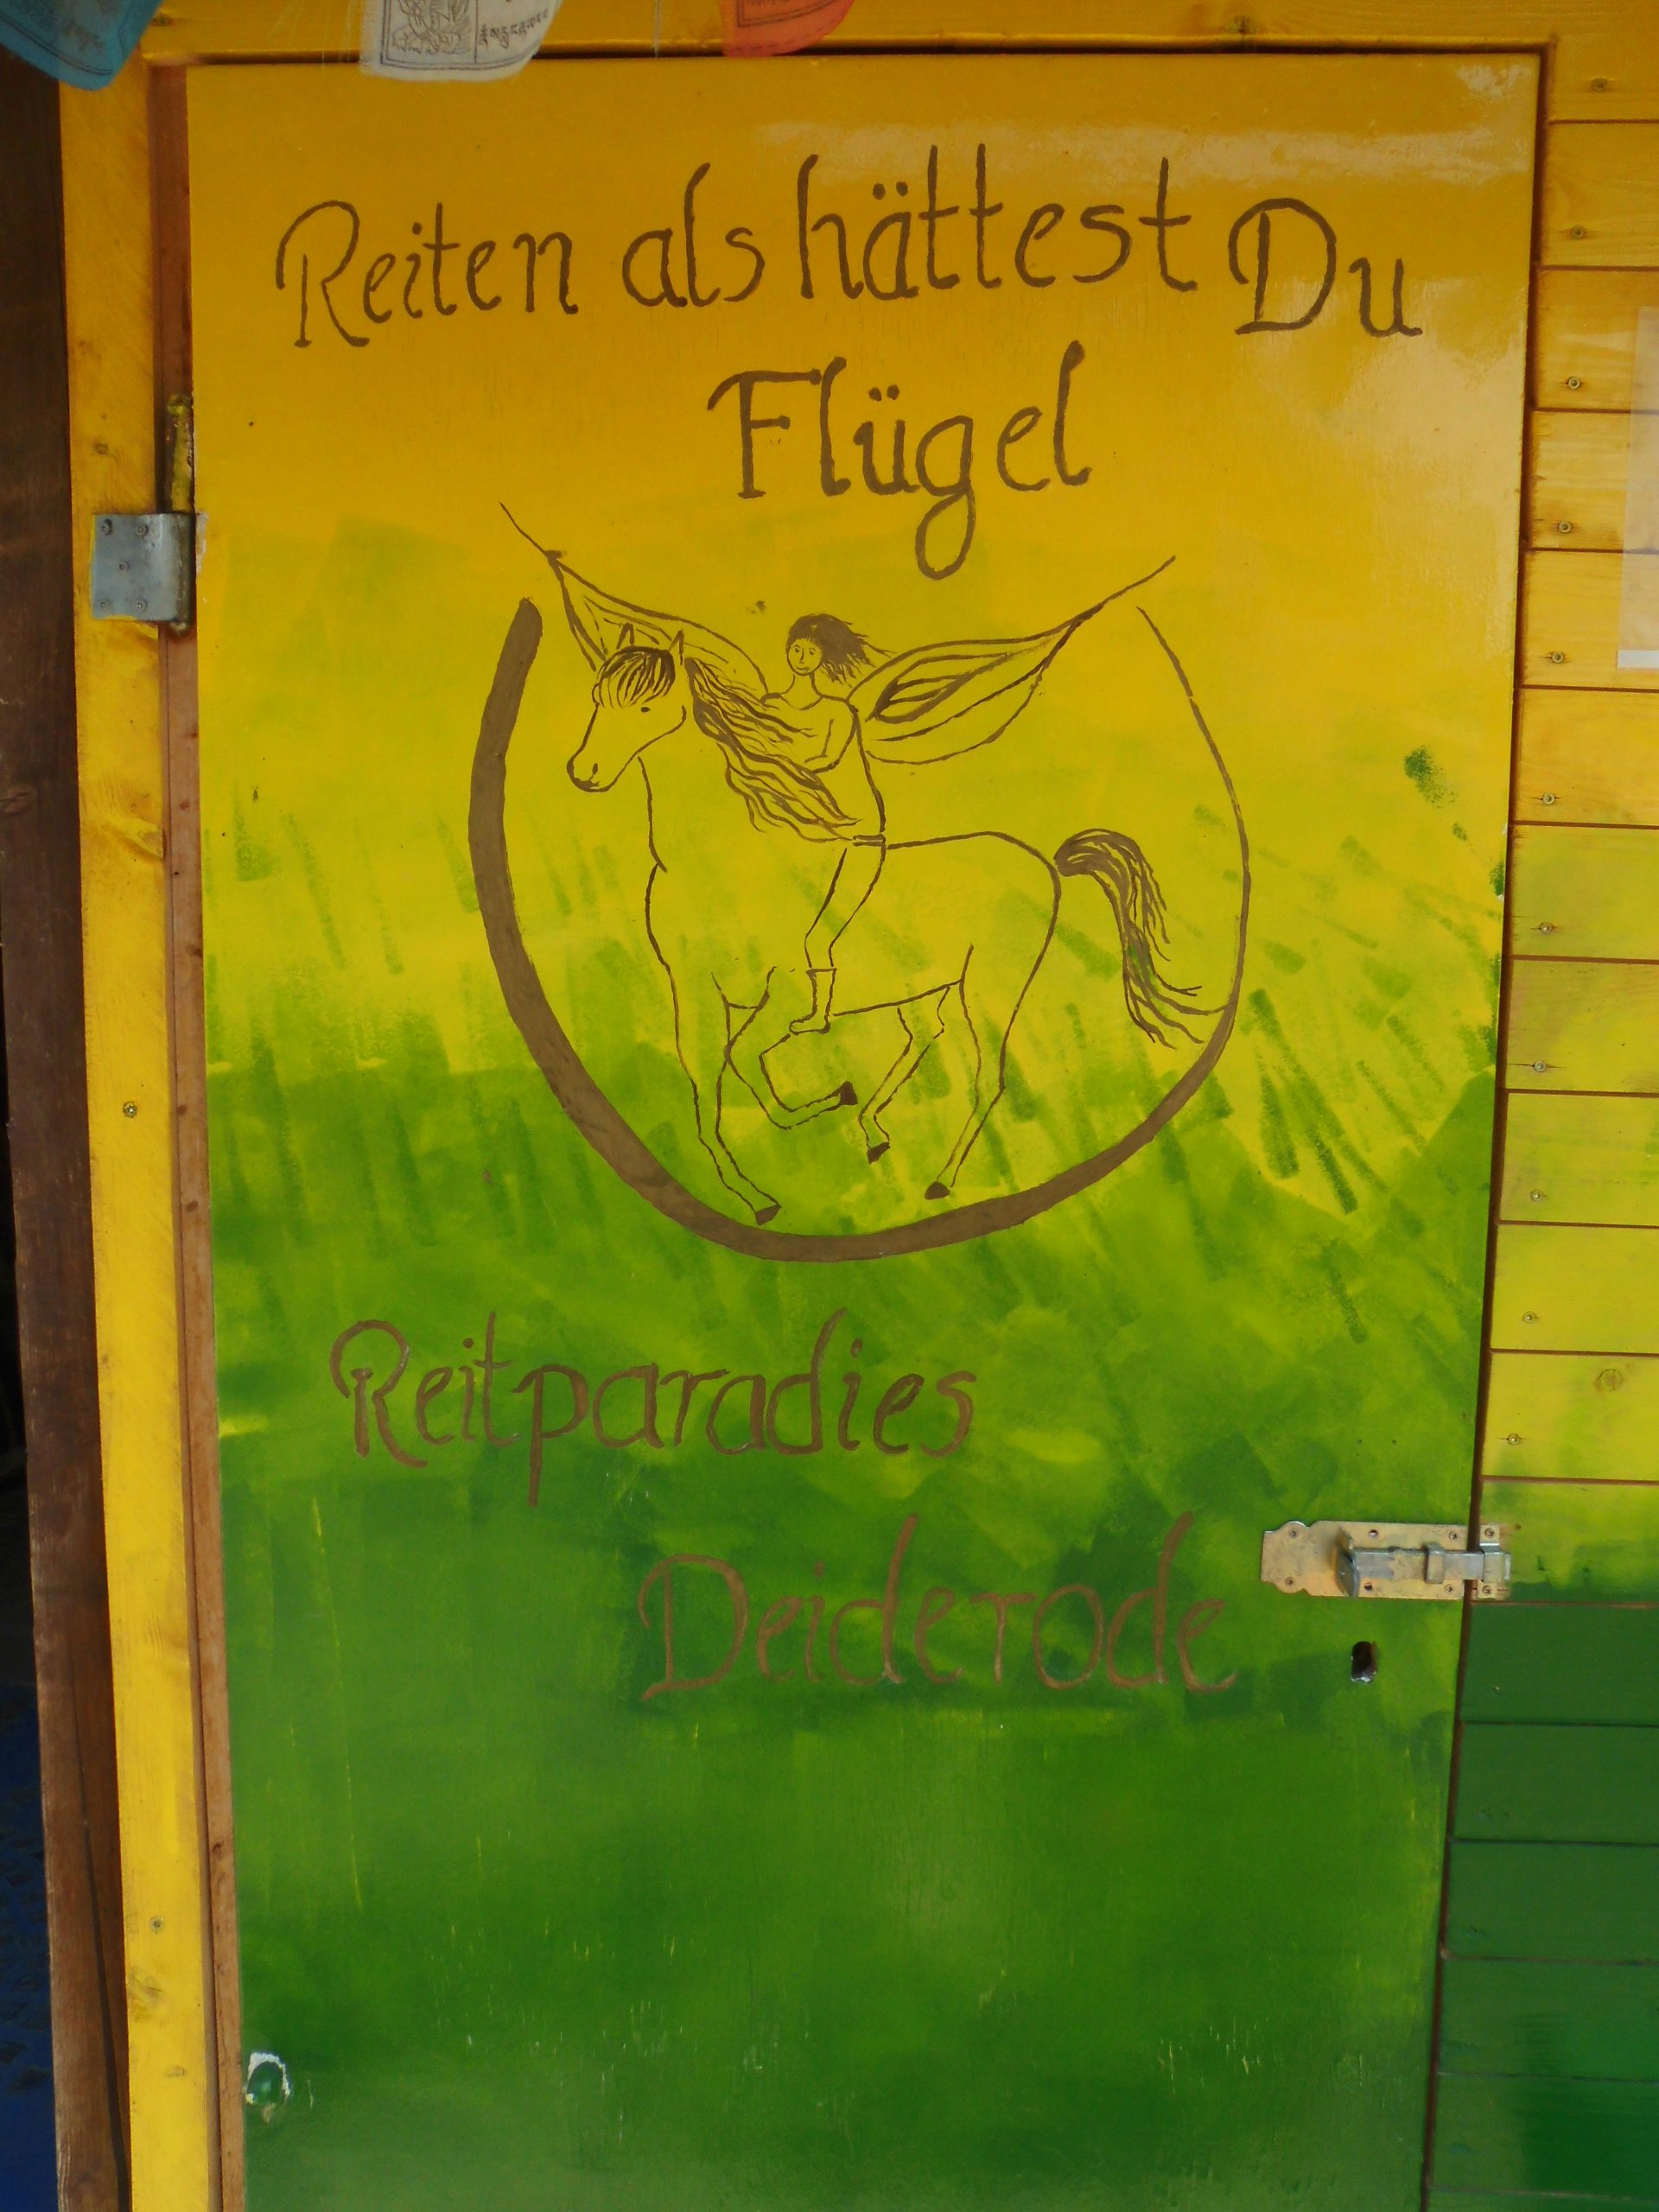 Reiten als hättest Du
Flügel
Reitparadies
Deiderode